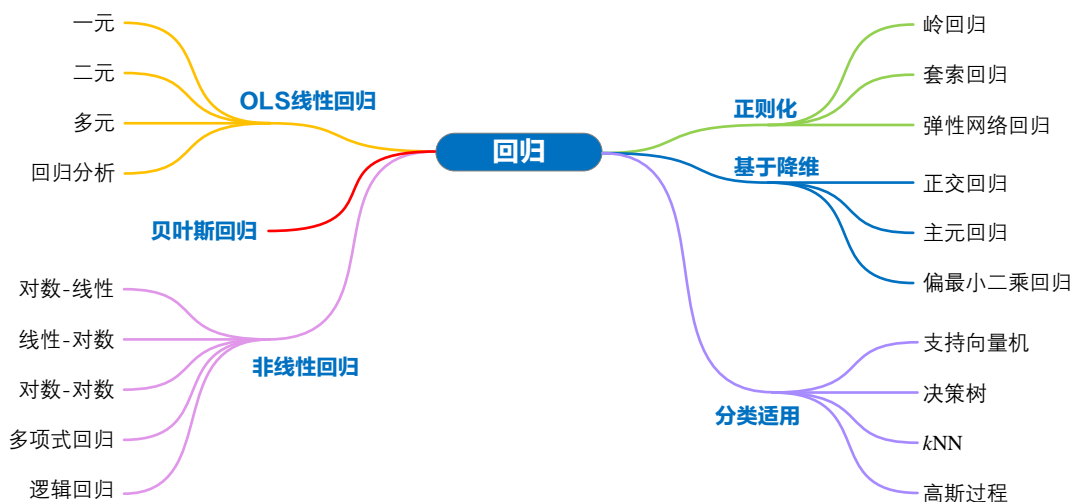 回归
OLS线性回归
一元
二元
多元
回归分析
贝叶斯回归
非线性回归
对数-线性
线性-对数
对数-对数
多项式回归
逻辑回归
正则化
岭回归
套索回归
弹性网络回归
基于降维
正交回归
主元回归
偏最小二乘回归
分类适用
支持向量机
决策树
kNN
高斯过程